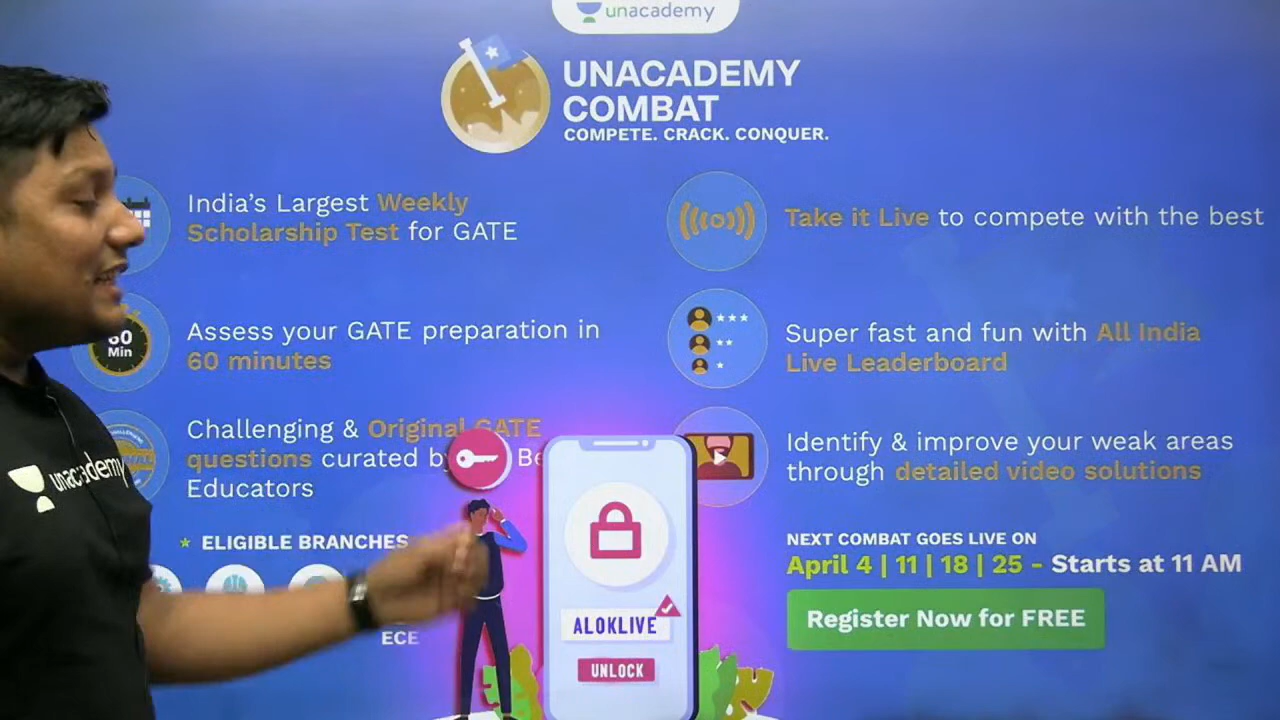 unacademy
UNACADEMY
COMBAT
COMPETE. CRACK. CONQUER.
India's Largest Weekly
Scholarship Test for GATE
60
Min
Assess your GATE preparation in
60 minutes
Challenging & Original GATE
questions curated by Be
Educators
ELIGIBLE BRANCHES
ECE
Take it Live to compete with the best
Super fast and fun with All India
Live Leaderboard
Identify & improve your weak areas
through detailed video solutions
NEXT COMBAT GOES LIVE ON
April 4 | 11 | 18 | 25 - Starts at 11 AM
Register Now for FREE
ALOKLIVE
UNLOCK
unacademy